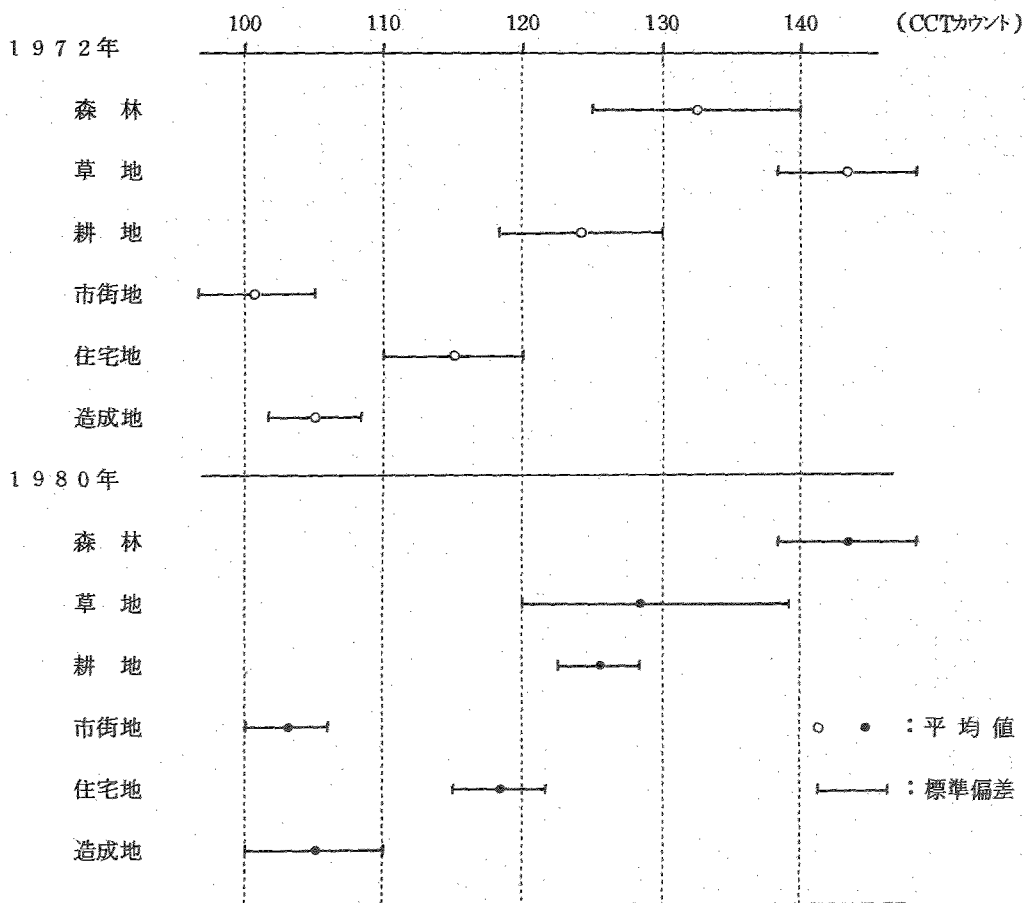 100 110 120 130 140 (CCTカウント)
1972年
森 林
草 地
耕 地
市街地
住宅地
造成地
1980年
森 林
草 地
耕 地
市街地 ○ ● :平均値
住宅地 :標準偏差
造成地